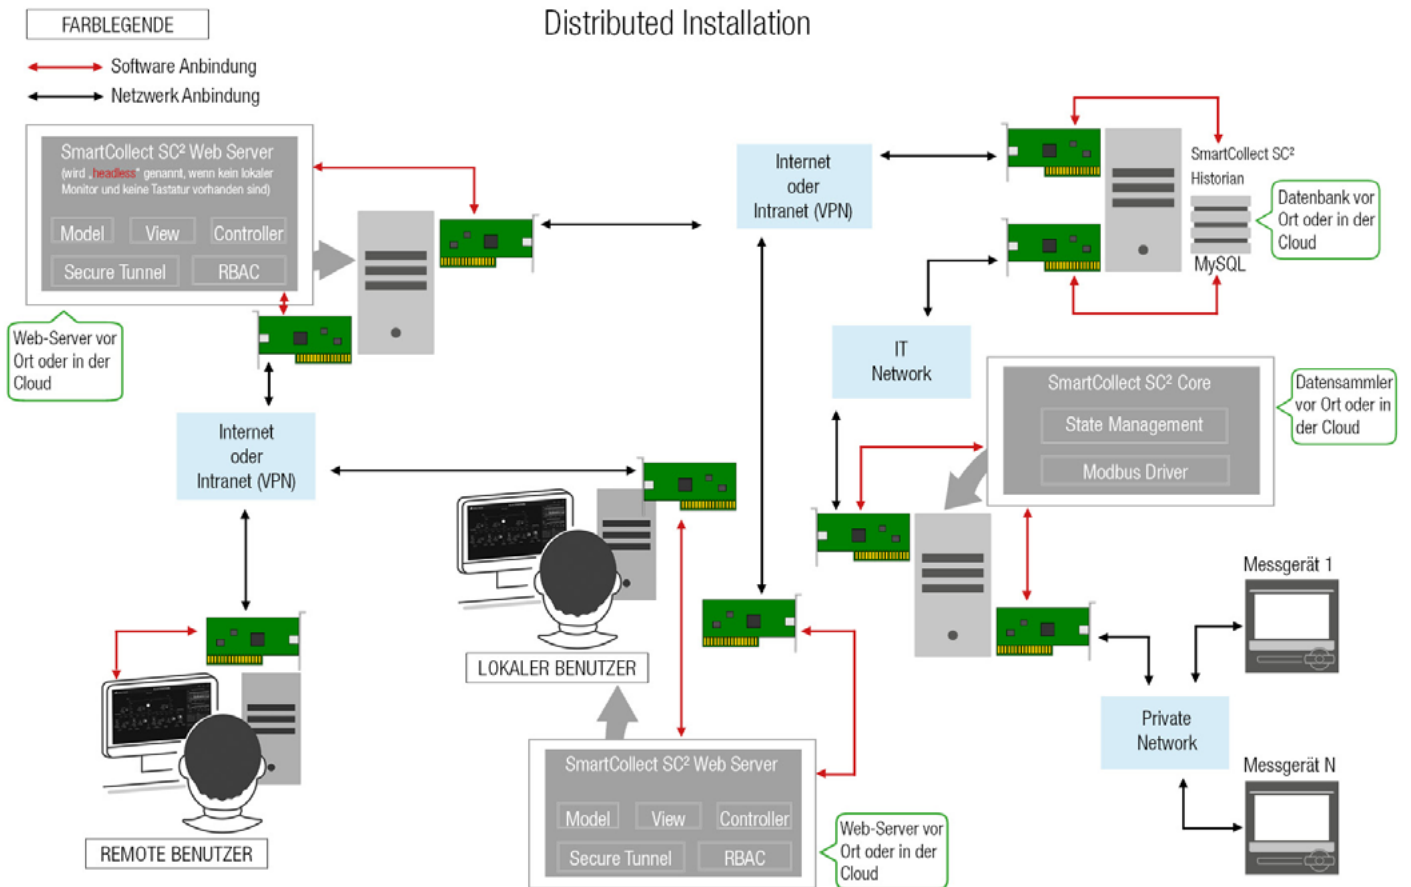 Distributed Installation
FARBLEGENDE
Software Anbindung
Netzwerk Anbindung
SmartCollect SC² Web Server
(wird „headless“ genannt, wenn kein lokaler
Monitor und keine Tastatur vorhanden sind)
Model
View
Controller
Secure Tunnel
RBAC
Web-Server vor
Ort oder in der
Cloud
Internet
oder
Intranet (VPN)
Internet
oder
Intranet (VPN)
SmartCollect SC²
Historian
MySQL
Datenbank vor
Ort oder in der
Cloud
IT
Network
SmartCollect SC² Core
State Management
Modbus Driver
Datensammler
vor Ort oder in
der Cloud
LOKALER BENUTZER
REMOTE BENUTZER
SmartCollect SC² Web Server
Model
View
Controller
Secure Tunnel
RBAC
Web-Server vor
Ort oder in der
Cloud
Messgerät 1
Private
Network
Messgerät N